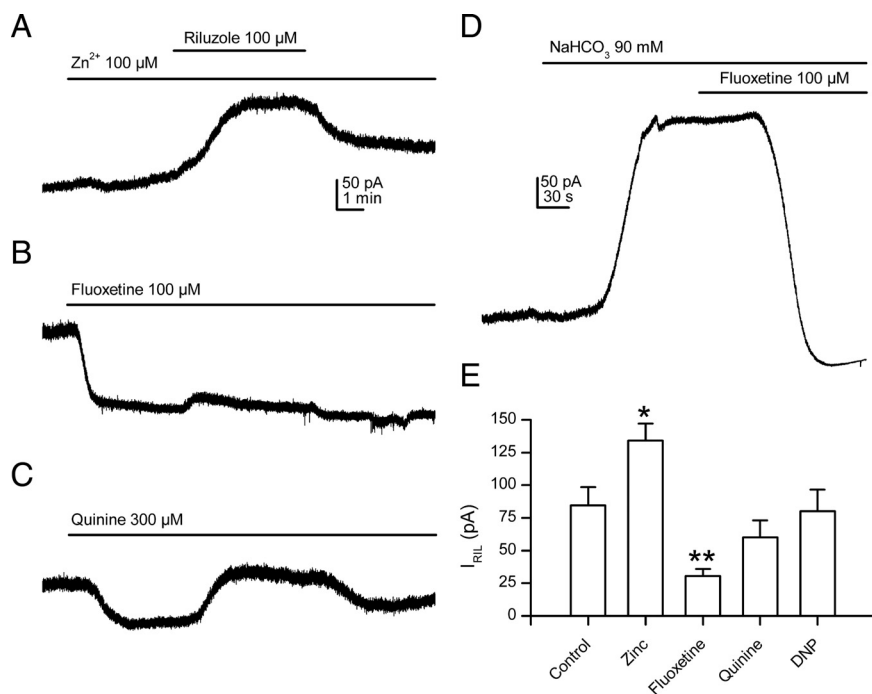 A
Riluzole 100 µM
Zn2+ 100 µM
50 pA
1 min
B
Fluoxetine 100 µM
C
Quinine 300 µM
D
NaHCO3 90 mM
Fluoxetine 100 µM
50 pA
30 s
E
150
125
100
75
50
25
0
IRIL (pA)
*
**
Control
Zinc
Fluoxetine
Quinine
DNP